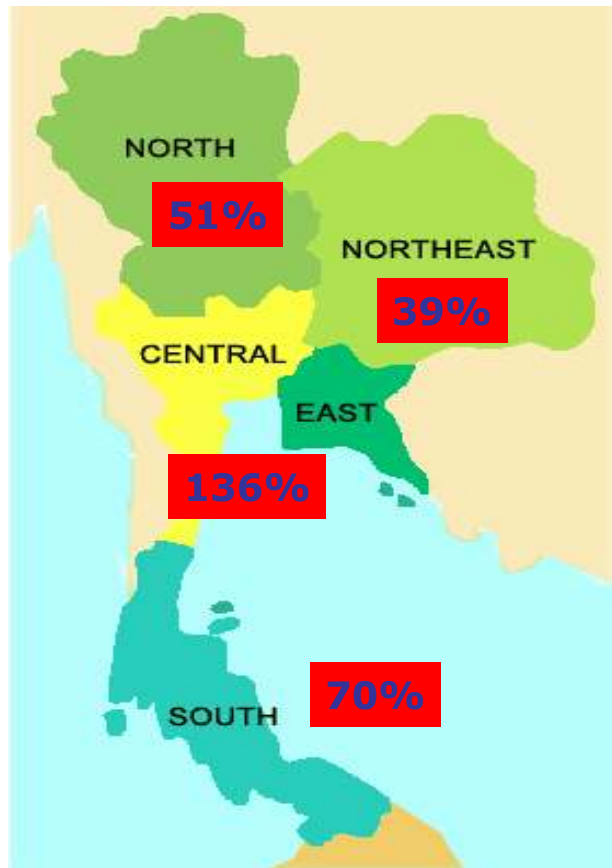 NORTH
51%
NORTHEAST
39%
CENTRAL
EAST
136%
70%
SOUTH